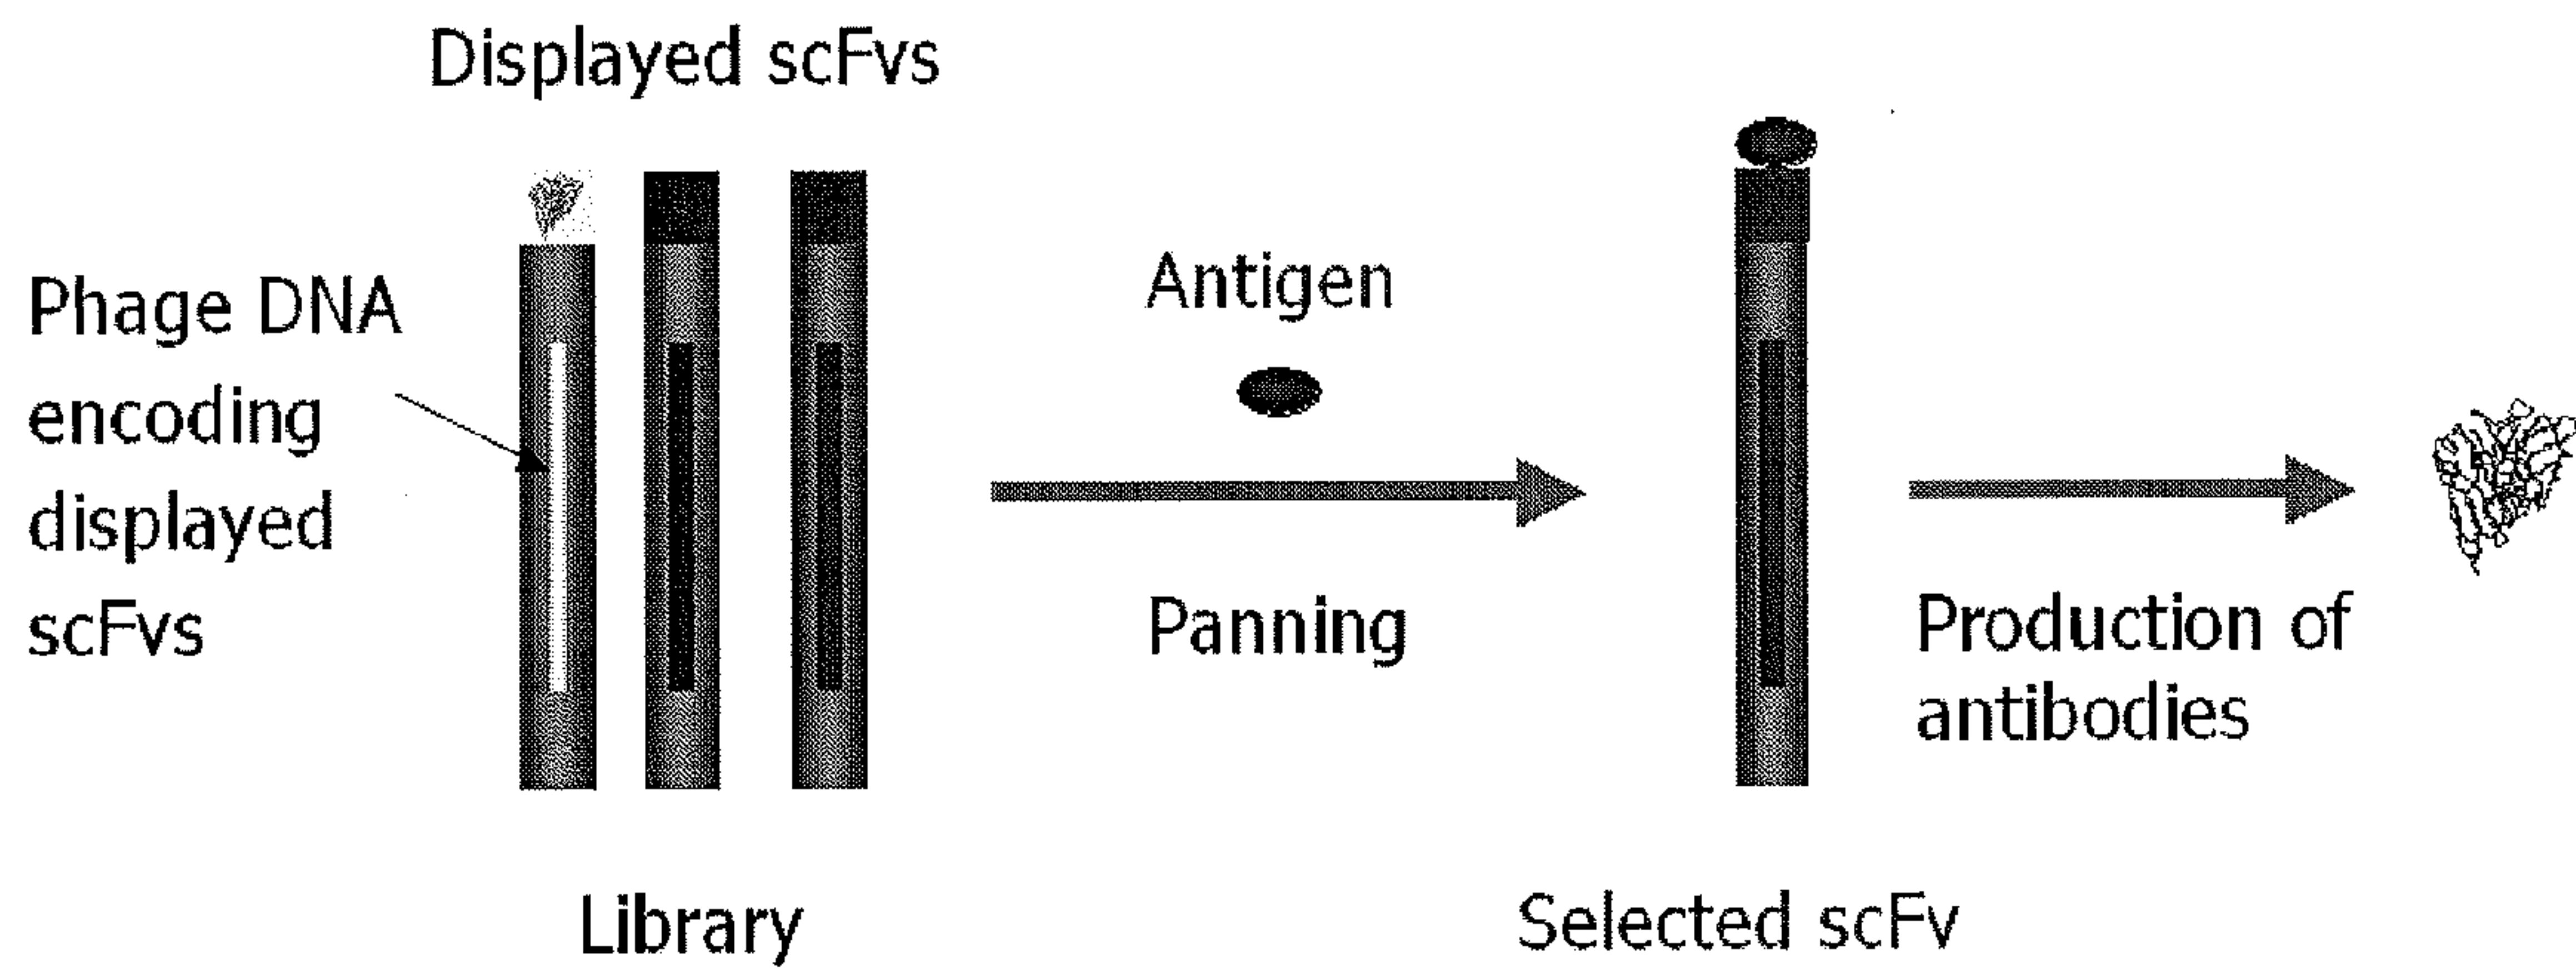 Displayed scFvs
Phage DNA
encoding
displayed
scFvs
Antigen
Panning
Production of
antibodies
Library
Selected scFv